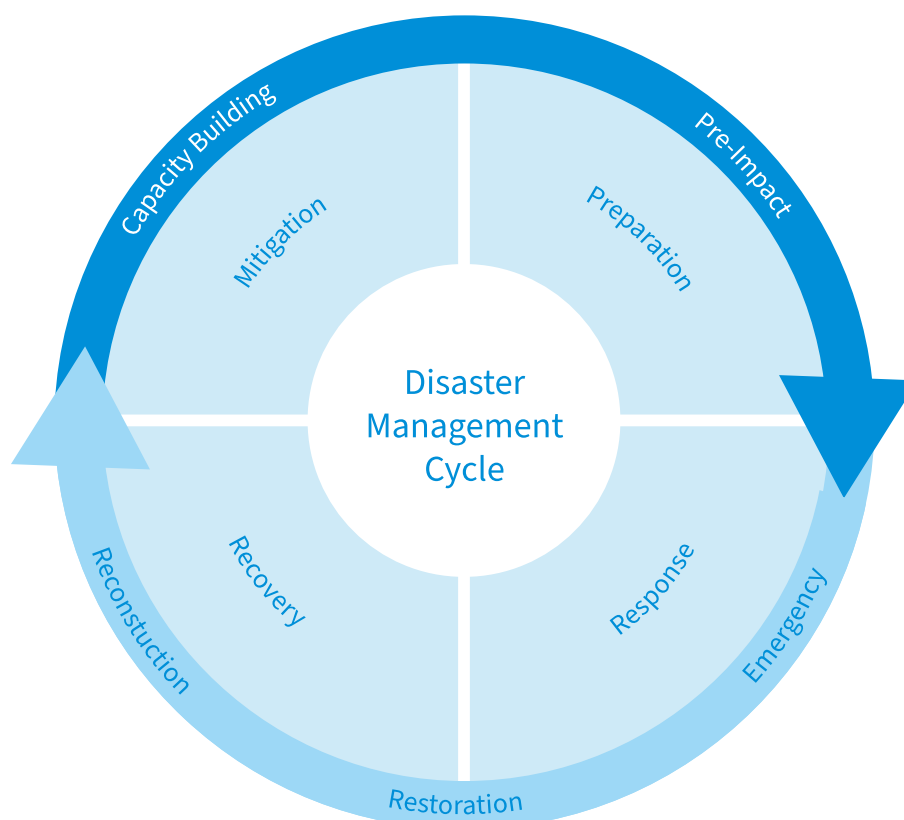 Capacity Building
Pre-Impact
Mitigation
Preparation
Disaster
Management
Cycle
Recovery
Response
Reconstuction
Emergency
Restoration